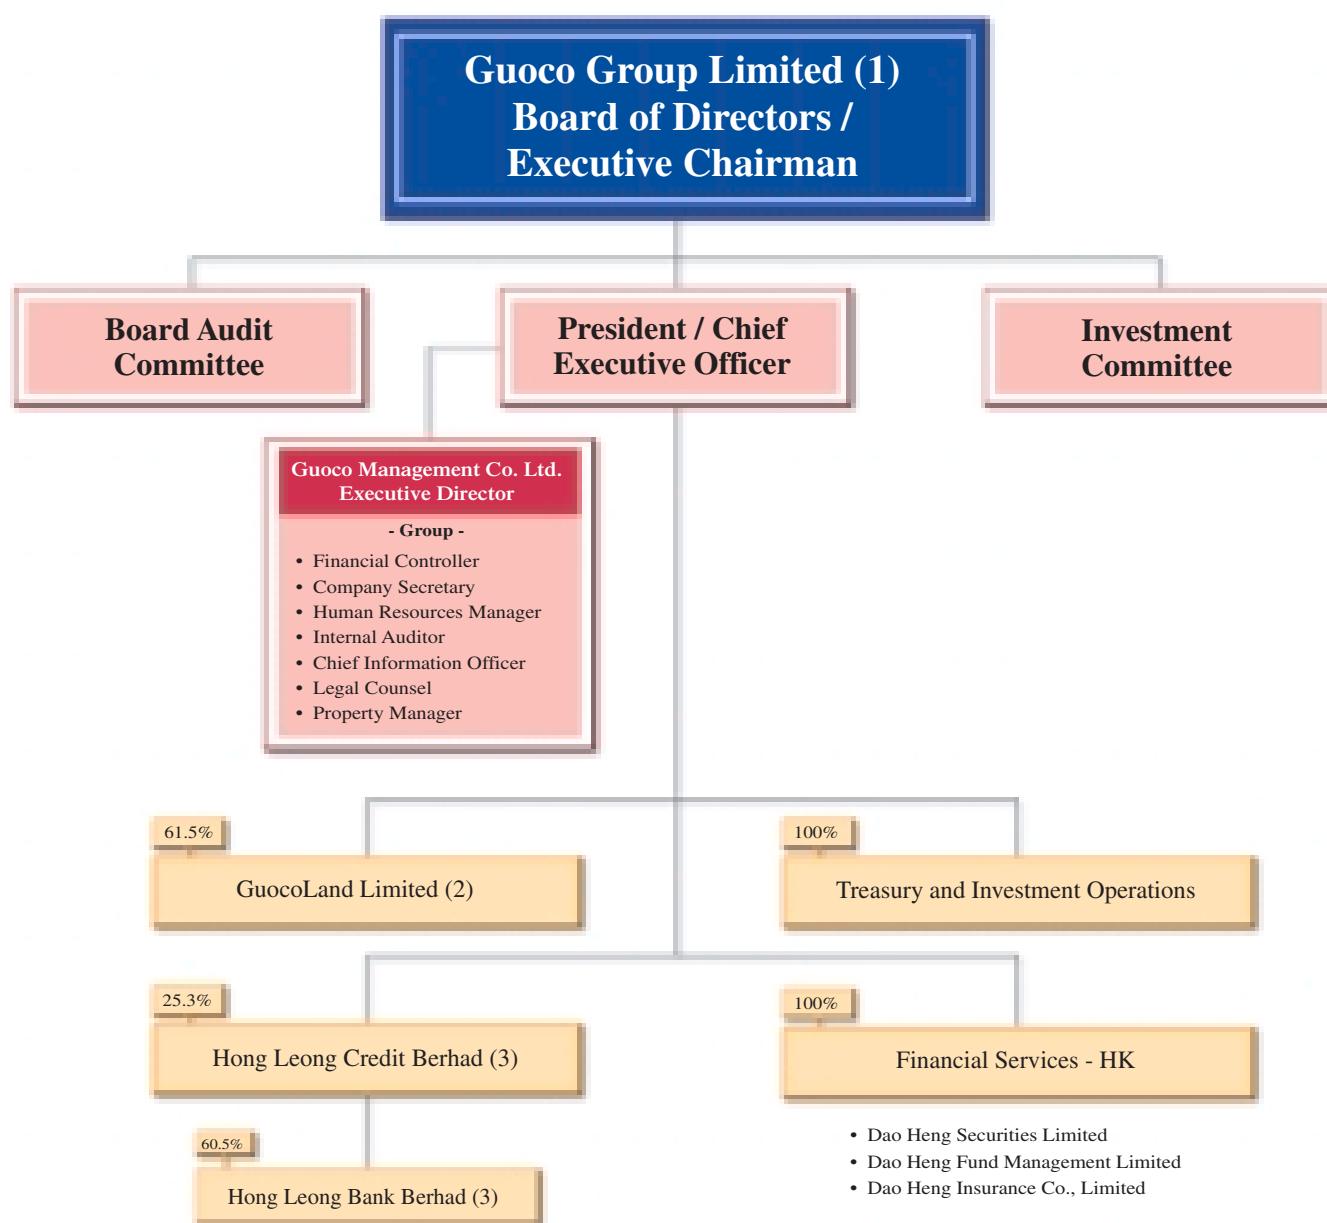 Guoco Group Limited (1)
Board of Directors /
Executive Chairman
Board Audit
Committee
President / Chief
Executive Officer
Investment
Committee
Guoco Management Co. Ltd.
Executive Director
- Group -
• Financial Controller
• Company Secretary
• Human Resources Manager
• Internal Auditor
• Chief Information Officer
• Legal Counsel
• Property Manager
61.5%
GuocoLand Limited (2)
100%
Treasury and Investment Operations
25.3%
Hong Leong Credit Berhad (3)
100%
Financial Services - HK
60.5%
Hong Leong Bank Berhad (3)
• Dao Heng Securities Limited
• Dao Heng Fund Management Limited
• Dao Heng Insurance Co., Limited